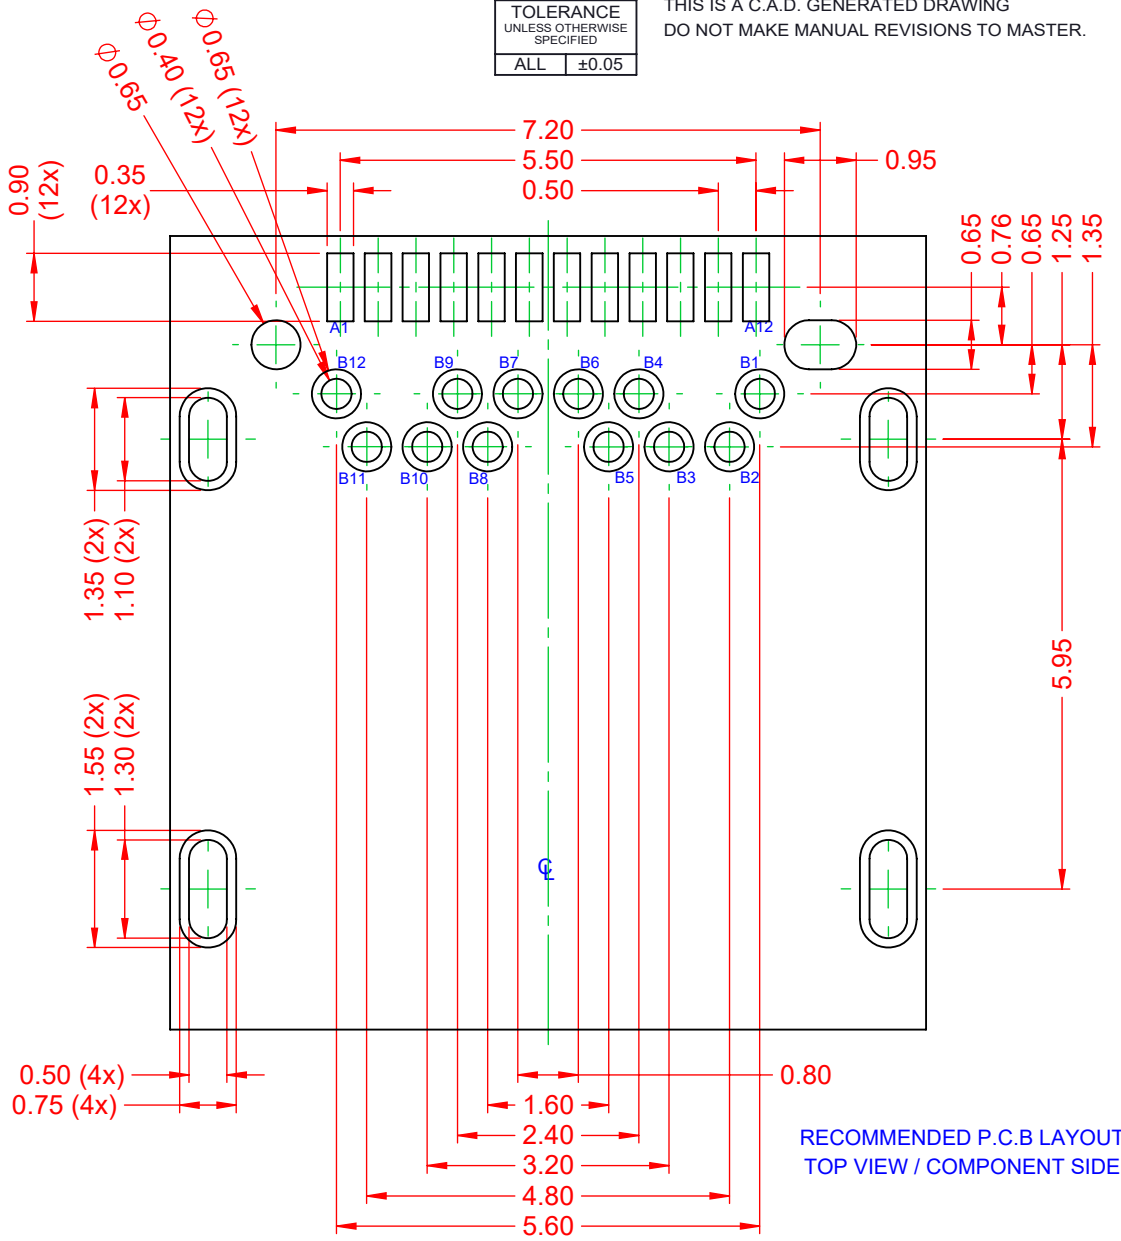 TOLERANCE
UNLESS OTHERWISE
SPECIFIED
ALL ±0.05
THIS IS A C.A.D. GENERATED DRAWING
DO NOT MAKE MANUAL REVISIONS TO MASTER.
Ø0.65
Ø0.40 (12x)
Ø0.65 (12x)
7.20
5.50
0.50
0.95
0.90
(12x)
0.35
(12x)
0.65
0.76
0.65
1.25
1.35
A1
A12
B12
B9
B7
B6
B4
B1
B11
B10
B8
B5
B3
B2
1.35 (2x)
1.10 (2x)
5.95
1.55 (2x)
1.30 (2x)
CL
0.50 (4x)
0.75 (4x)
0.80
1.60
2.40
3.20
4.80
5.60
RECOMMENDED P.C.B LAYOUT
TOP VIEW / COMPONENT SIDE